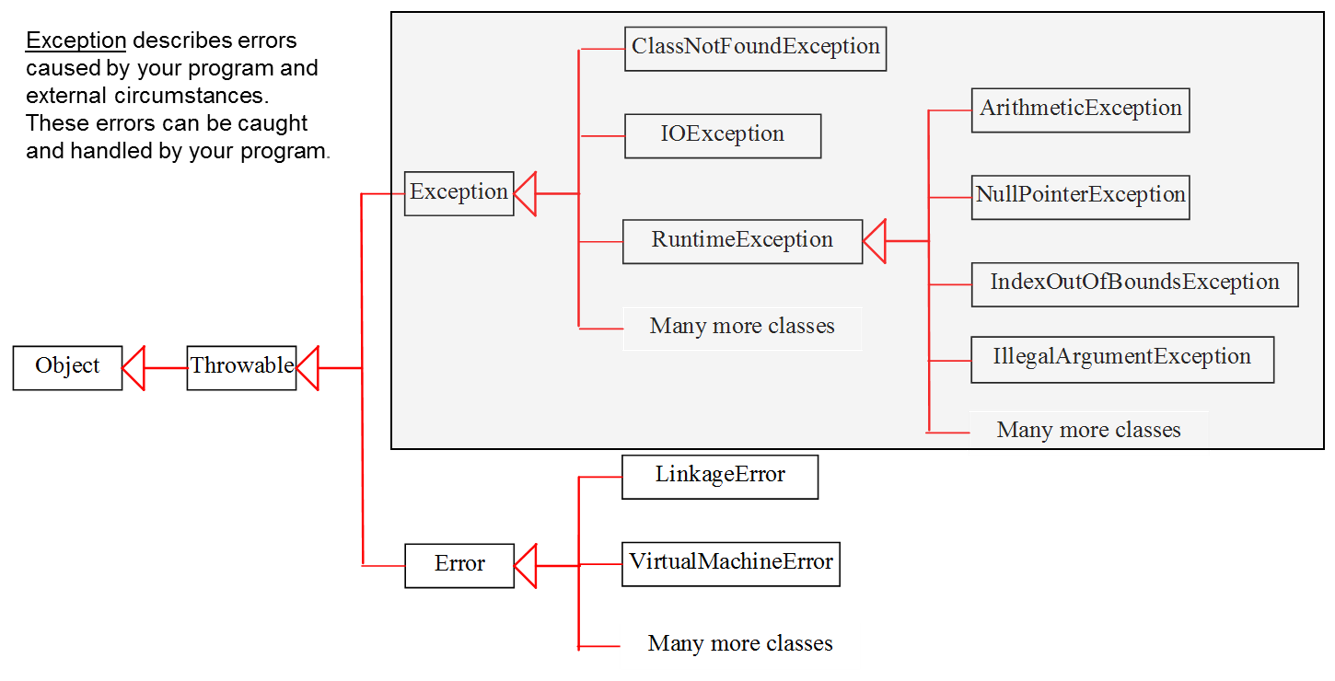 Exception describes errors
caused by your program and
external circumstances.
These errors can be caught
and handled by your program.
ClassNotFoundException
ArithmeticException
IOException
Exception
NullPointerException
RuntimeException
IndexOutOfBoundsException
Many more classes
IllegalArgumentException
Object
Throwable
Many more classes
LinkageError
Error
VirtualMachineError
Many more classes